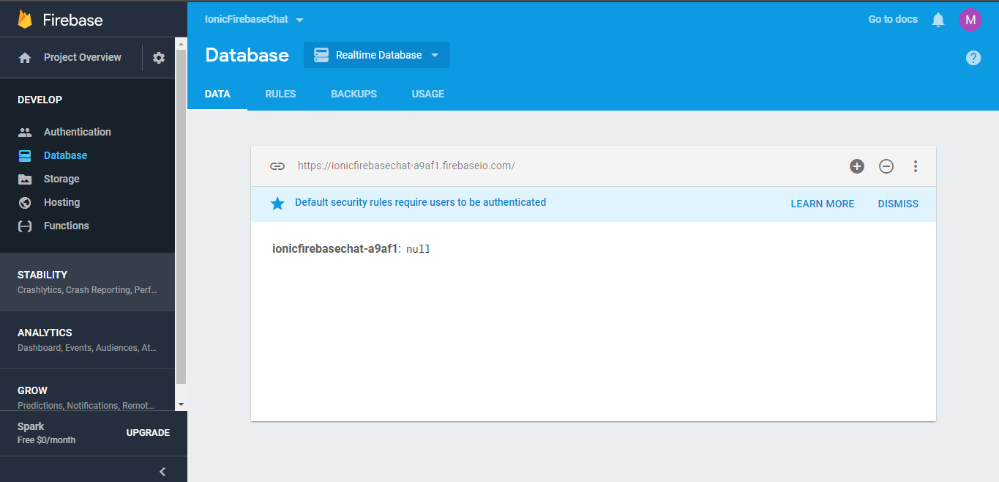 Firebase
Project Overview
DEVELOP
Authentication
Database
Storage
Hosting
Functions
STABILITY
Crashlytics, Crash Reporting, Perf...
ANALYTICS
Dashboard, Events, Audiences, At...
GROW
Predictions, Notifications, Remot...
Spark
Free $0/month
UPGRADE
IonicFirebaseChat
Go to docs
M
Database
Realtime Database
?
DATA RULES BACKUPS USAGE
https://ionicfirebasechat-a9af1.firebaseio.com/
Default security rules require users to be authenticated
LEARN MORE DISMISS
ionicfirebasechat-a9af1: null